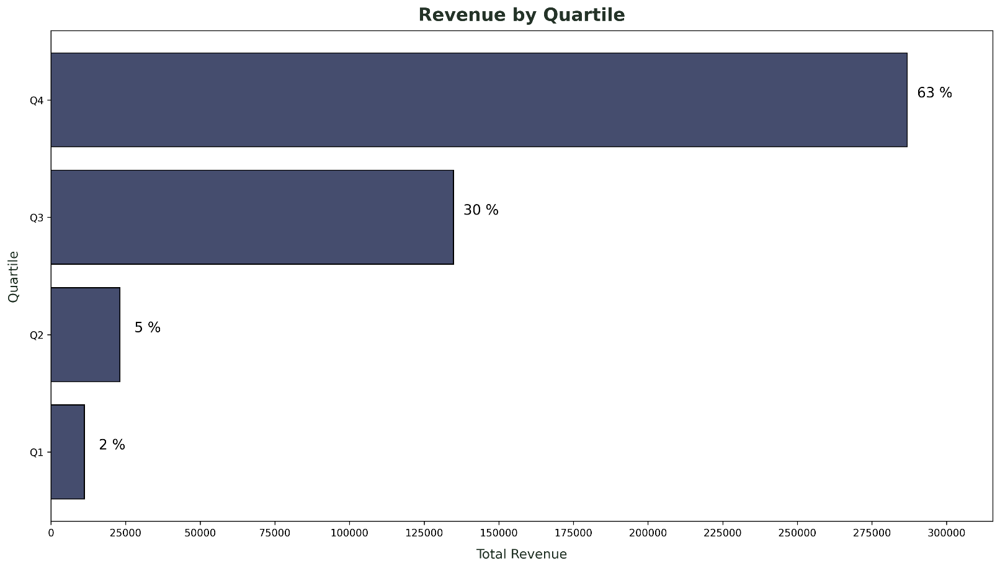 Revenue by Quartile
Q4
63 %
Q3
30 %
Quartile
Q2
5 %
Q1
2 %
0 25000 50000 75000 100000 125000 150000 175000 200000 225000 250000 275000 300000
Total Revenue